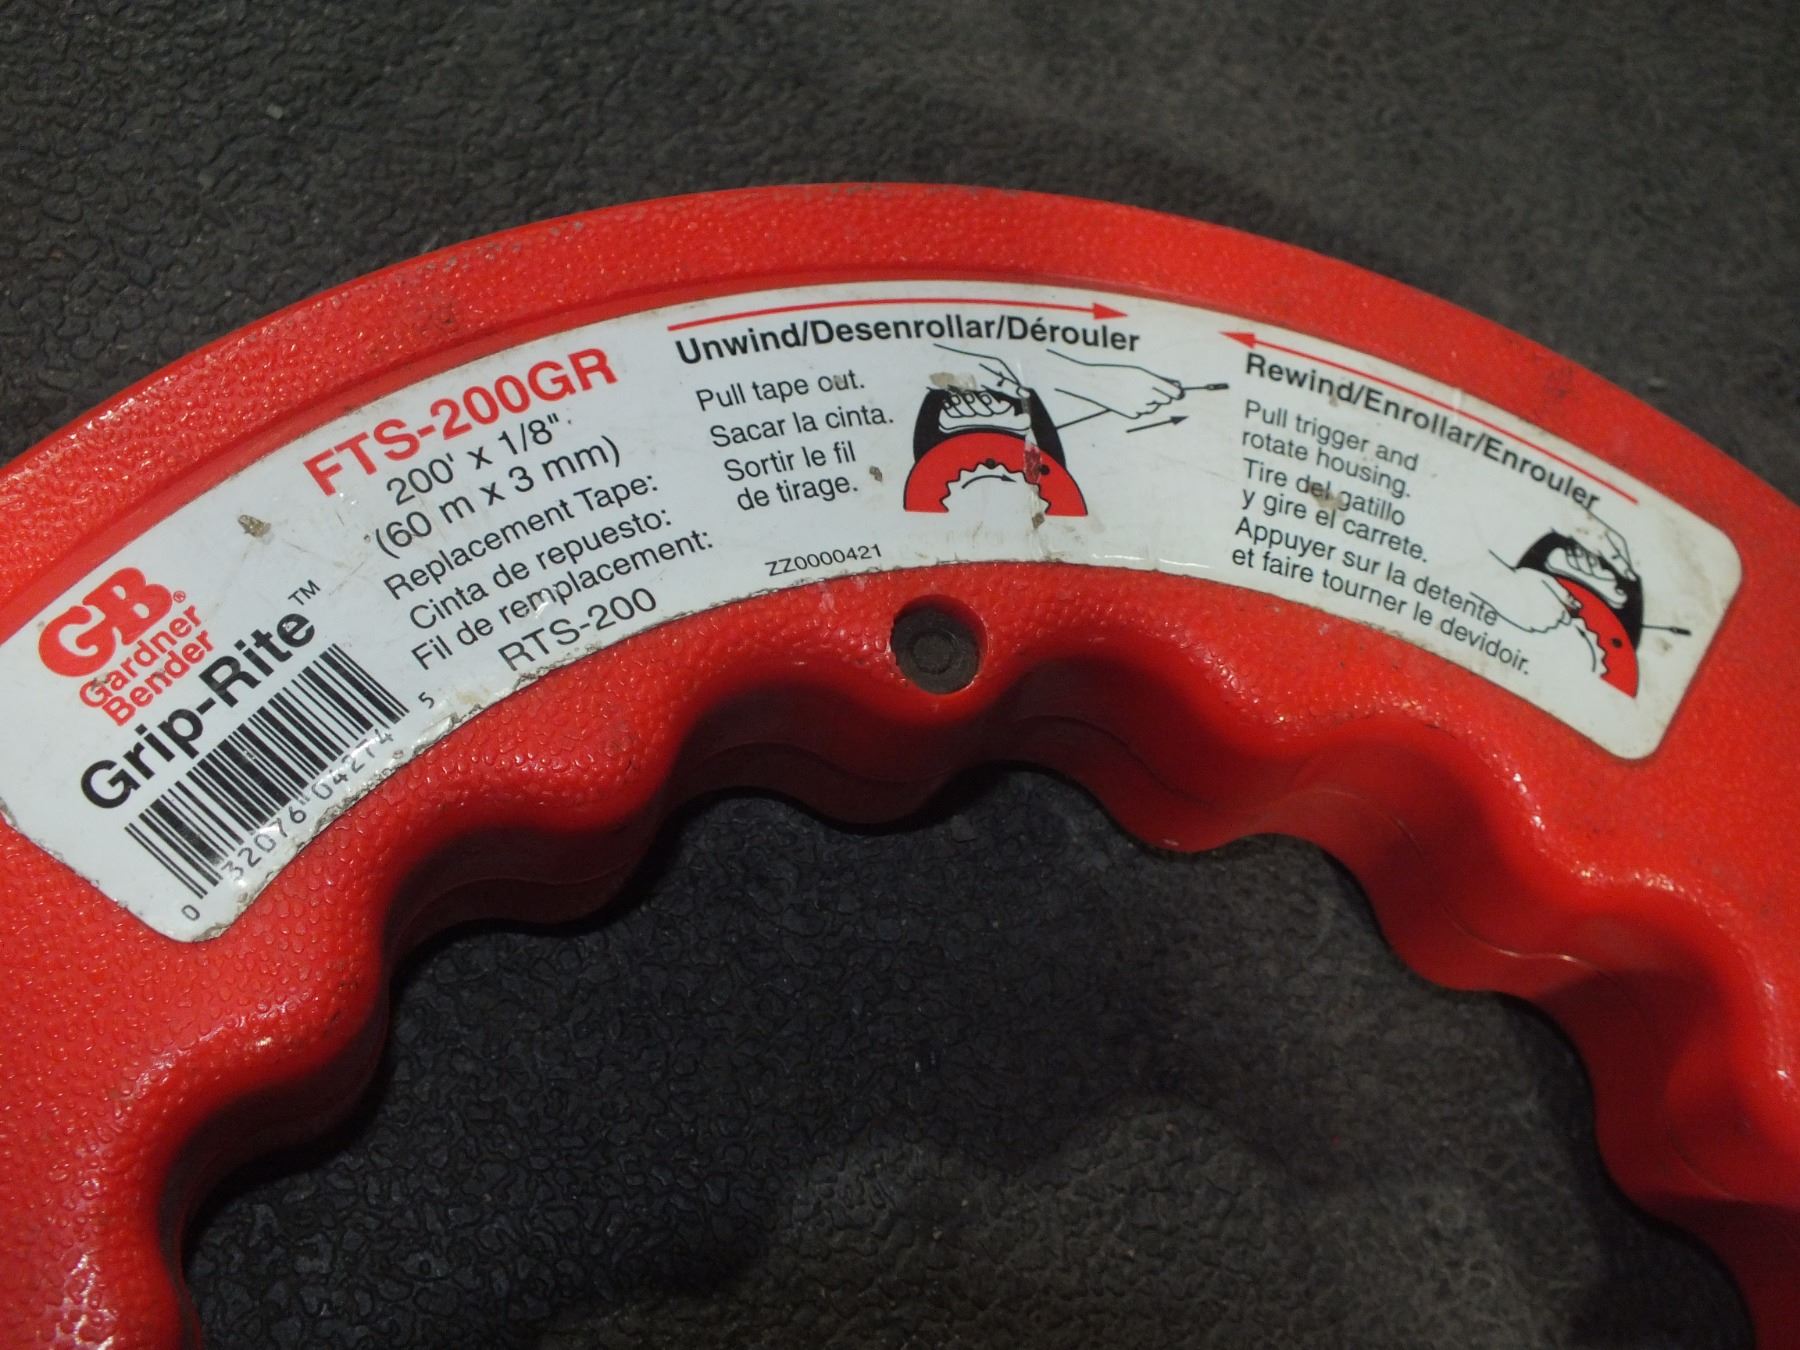 GB®
Gardner
Bender
Grip-Rite™
0 32076 04274 5
FTS-200GR
200' x 1/8"
(60 m x 3 mm)
Replacement Tape:
Cinta de repuesto:
Fil de remplacement:
RTS-200
Unwind/Desenrollar/Dérouler
Pull tape out.
Sacar la cinta.
Sortir le fil
de tirage.
ZZ0000421
Rewind/Enrollar/Enrouler
Pull trigger and
rotate housing.
Tire del gatillo
y gire el carrete.
Appuyer sur la detente
et faire tourner le devidoir.